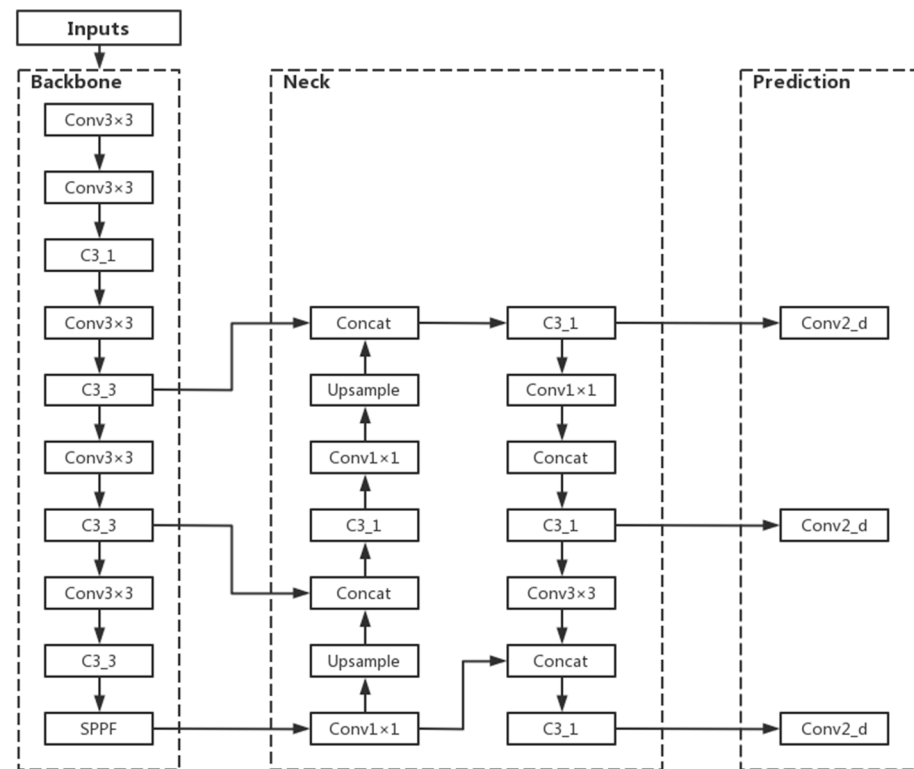 Inputs
Backbone
Conv3×3
Conv3×3
C3_1
Conv3×3
C3_3
Conv3×3
C3_3
Conv3×3
C3_3
SPPF
Neck
Concat
Upsample
Conv1×1
C3_1
Concat
Upsample
Conv1×1
C3_1
Conv1×1
Concat
C3_1
Conv3×3
Concat
C3_1
Prediction
Conv2_d
Conv2_d
Conv2_d